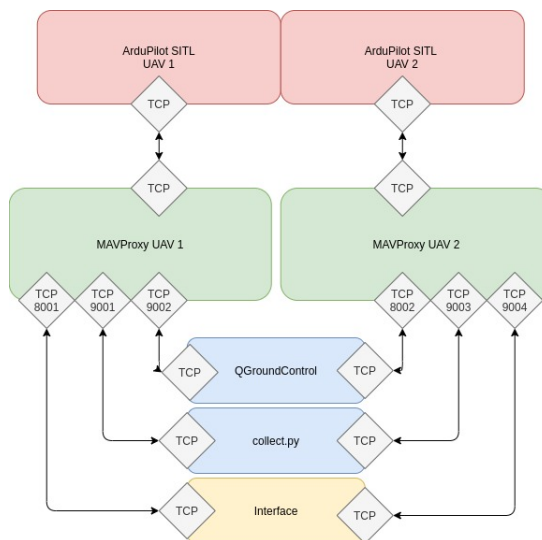 ArduPilot SITL
UAV 1
ArduPilot SITL
UAV 2
TCP
TCP
TCP
TCP
MAVProxy UAV 1
MAVProxy UAV 2
TCP
8001
TCP
9001
TCP
9002
TCP
8002
TCP
9003
TCP
9004
TCP
QGroundControl
TCP
TCP
collect.py
TCP
TCP
Interface
TCP